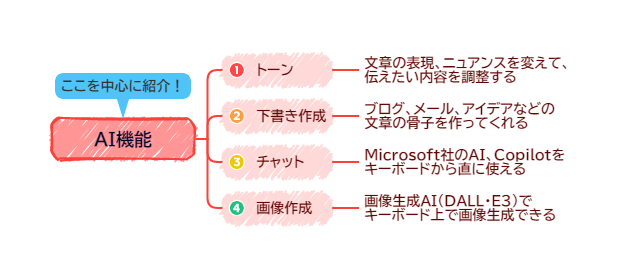 ここを中心に紹介！
AI機能
1 トーン
文章の表現、ニュアンスを変えて、
伝えたい内容を調整する
2 下書き作成
ブログ、メール、アイデアなどの
文章の骨子を作ってくれる
3 チャット
Microsoft社のAI、Copilotを
キーボードから直に使える
4 画像作成
画像生成AI（DALL・E3）で
キーボード上で画像生成できる